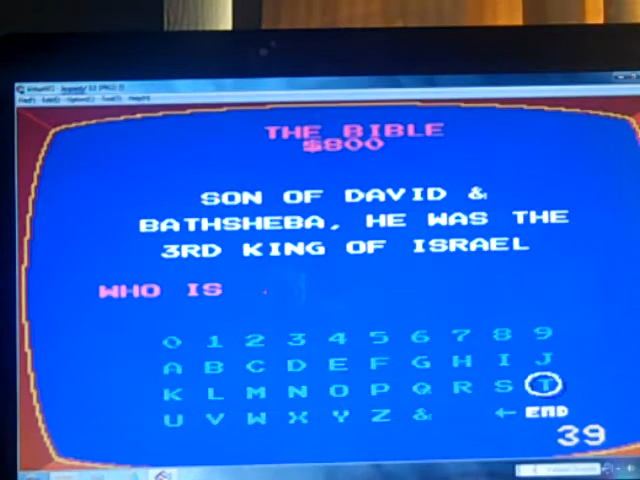 THE BIBLE
$800
SON OF DAVID &
BATHSHEBA, HE WAS THE
3RD KING OF ISRAEL
WHO IS
0 1 2 3 4 5 6 7 8 9
A B C D E F G H I J
K L M N O P Q R S T
U V W X Y Z & ← END
39